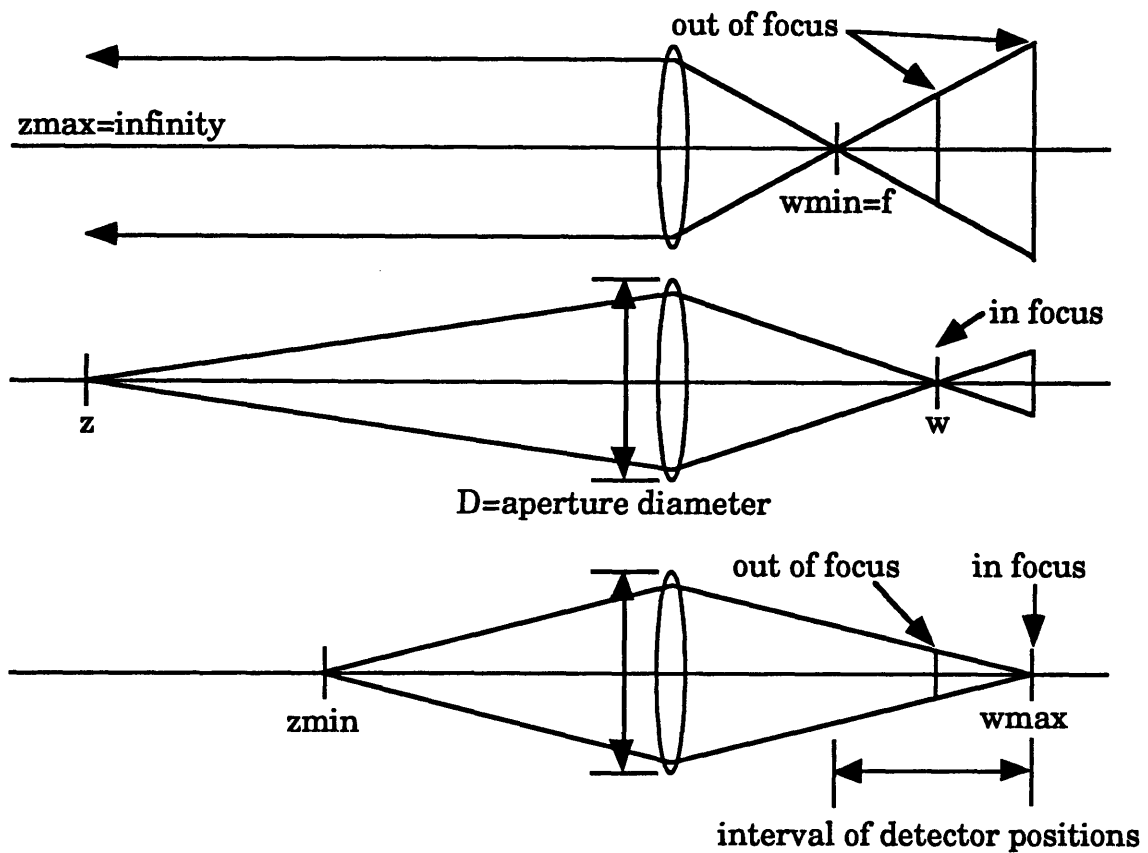 out of focus
zmax=infinity
wmin=f
in focus
z
w
D=aperture diameter
out of focus
in focus
zmin
wmax
interval of detector positions